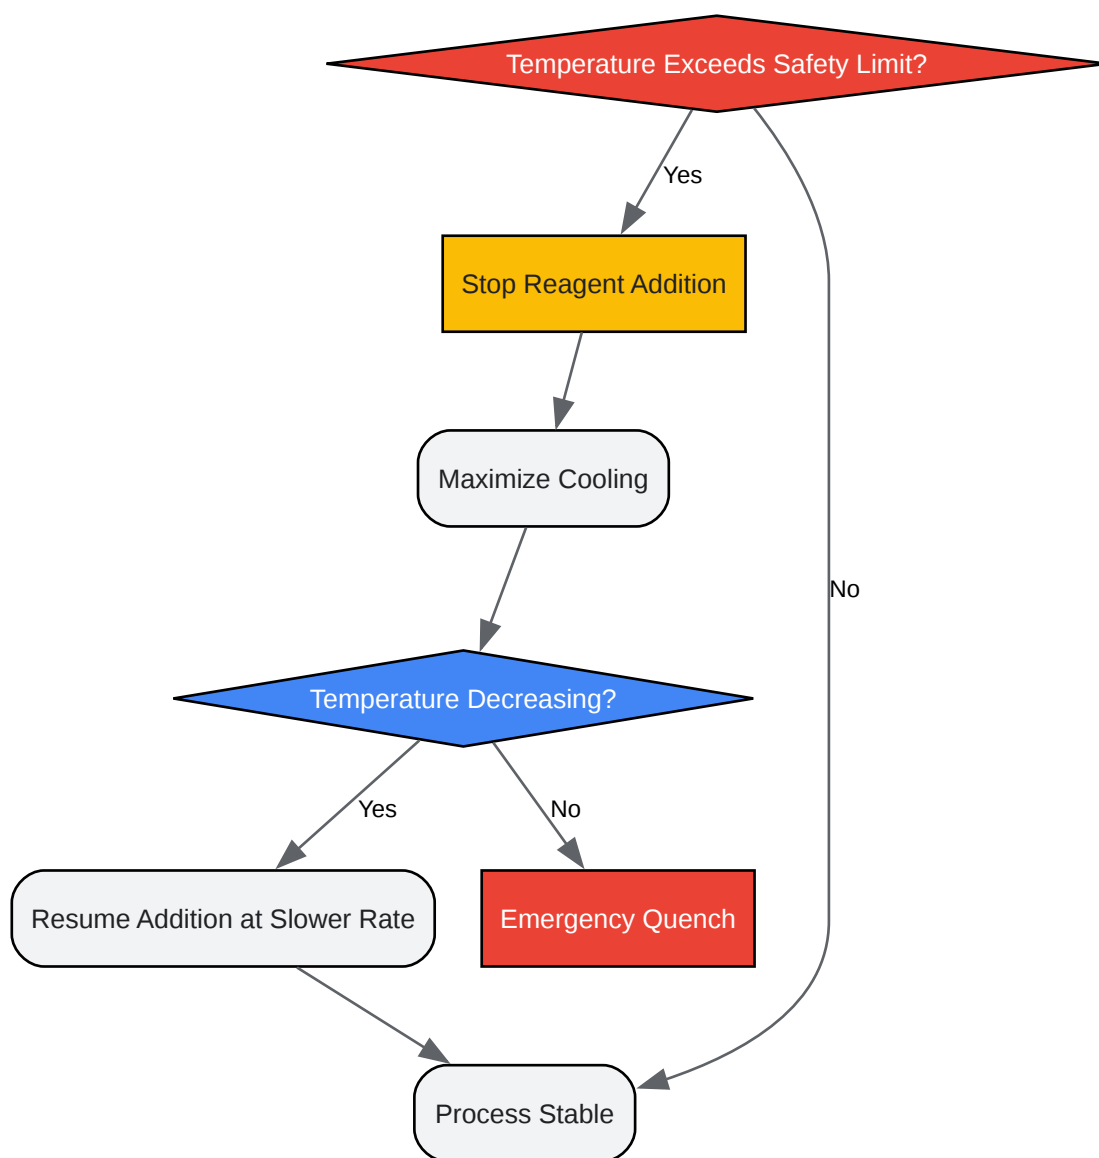 Temperature Exceeds Safety Limit?
Yes
Stop Reagent Addition
Maximize Cooling
No
Temperature Decreasing?
Yes
No
Resume Addition at Slower Rate
Emergency Quench
Process Stable